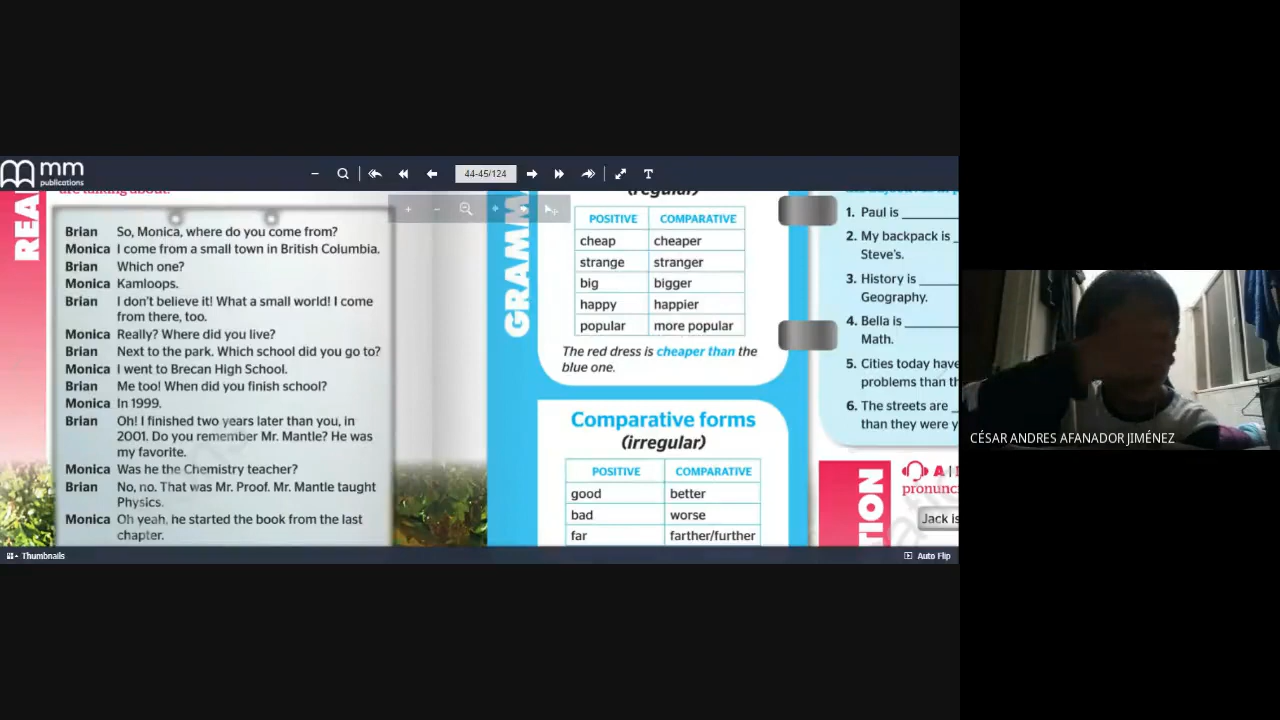 mm
publications
44-45/124
T
are talking about.
REA
Brian So, Monica, where do you come from?
Monica I come from a small town in British Columbia.
Brian Which one?
Monica Kamloops.
Brian I don't believe it! What a small world! I come
from there, too.
Monica Really? Where did you live?
Brian Next to the park. Which school did you go to?
Monica I went to Brecan High School.
Brian Me too! When did you finish school?
Monica In 1999.
Brian Oh! I finished two years later than you, in
2001. Do you remember Mr. Mantle? He was
my favorite.
Monica Was he the Chemistry teacher?
Brian No, no. That was Mr. Proof. Mr. Mantle taught
Physics.
Monica Oh yeah, he started the book from the last
chapter.
GRAMM
(regular)
POSITIVE COMPARATIVE
cheap cheaper
strange stranger
big bigger
happy happier
popular more popular
The red dress is cheaper than the
blue one.
Comparative forms
(irregular)
POSITIVE COMPARATIVE
good better
bad worse
far farther/further
1. Paul is
2. My backpack is
Steve's.
3. History is
Geography.
4. Bella is
Math.
5. Cities today have
problems than th
6. The streets are
than they were y
TION
A
pronunc
Jack is
CÉSAR ANDRES AFANADOR JIMÉNEZ
Thumbnails
Auto Flip